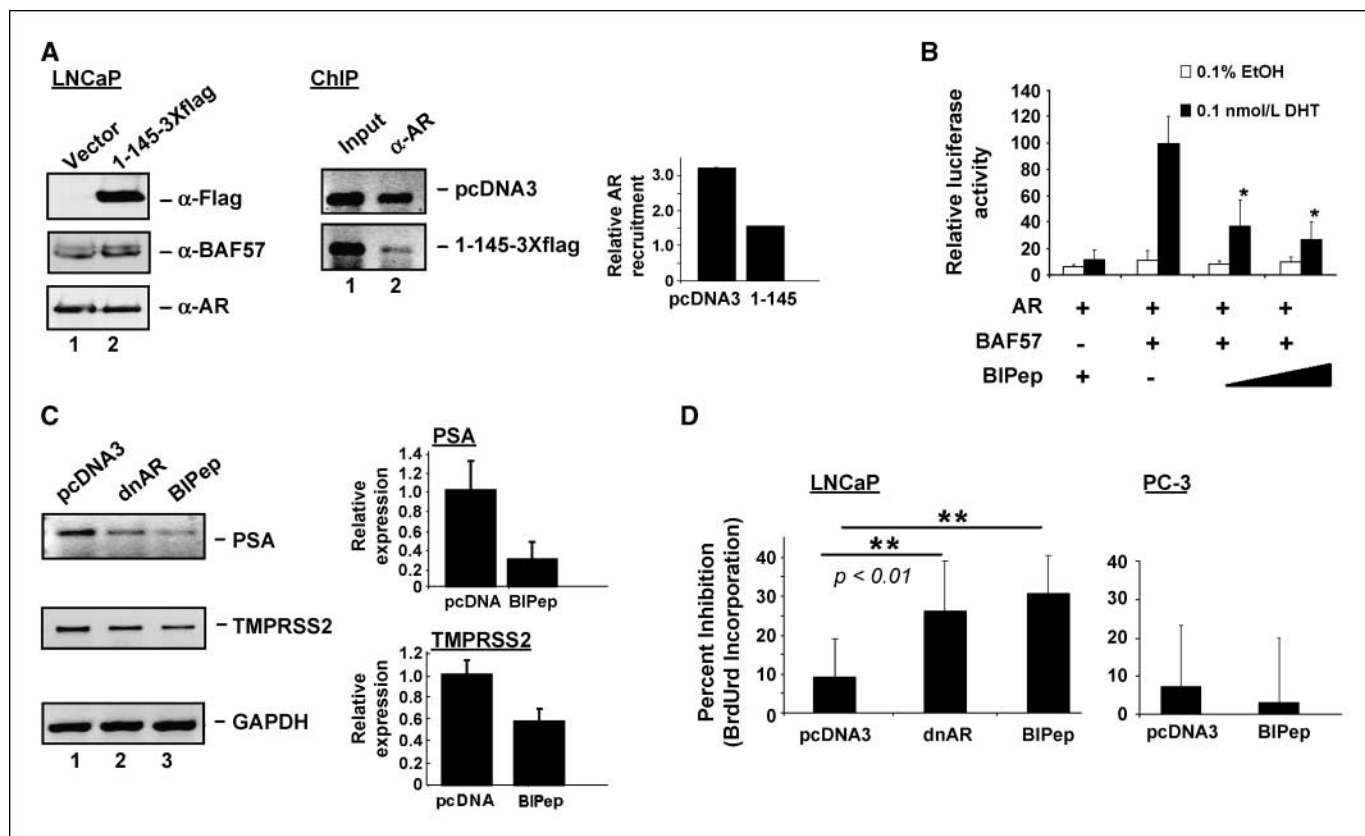 A
LNCaP
Vector
1-145-3Xflag
– α-Flag
– α-BAF57
– α-AR
1 2
ChIP
Input
α-AR
– pcDNA3
– 1-145-3Xflag
1 2
Relative AR
recruitment
3.0
2.0
1.0
0
pcDNA3 1-145
B
0.1% EtOH
0.1 nmol/L DHT
Relative luciferase
activity
140
120
100
80
60
40
20
0
* *
AR + + + +
BAF57 - + + +
BIPep + -
C
pcDNA3
dnAR
BIPep
– PSA
– TMPRSS2
– GAPDH
1 2 3
PSA
Relative
expression
1.4
1.2
1.0
0.8
0.6
0.4
0.2
0
pcDNA BIPep
TMPRSS2
Relative
expression
1.2
1.0
0.8
0.6
0.4
0.2
0
pcDNA BIPep
D
LNCaP
Percent Inhibition
(BrdUrd Incorporation)
40
30
20
10
0
**
**
p < 0.01
pcDNA3 dnAR BIPep
PC-3
40
30
20
10
0
pcDNA3 BIPep